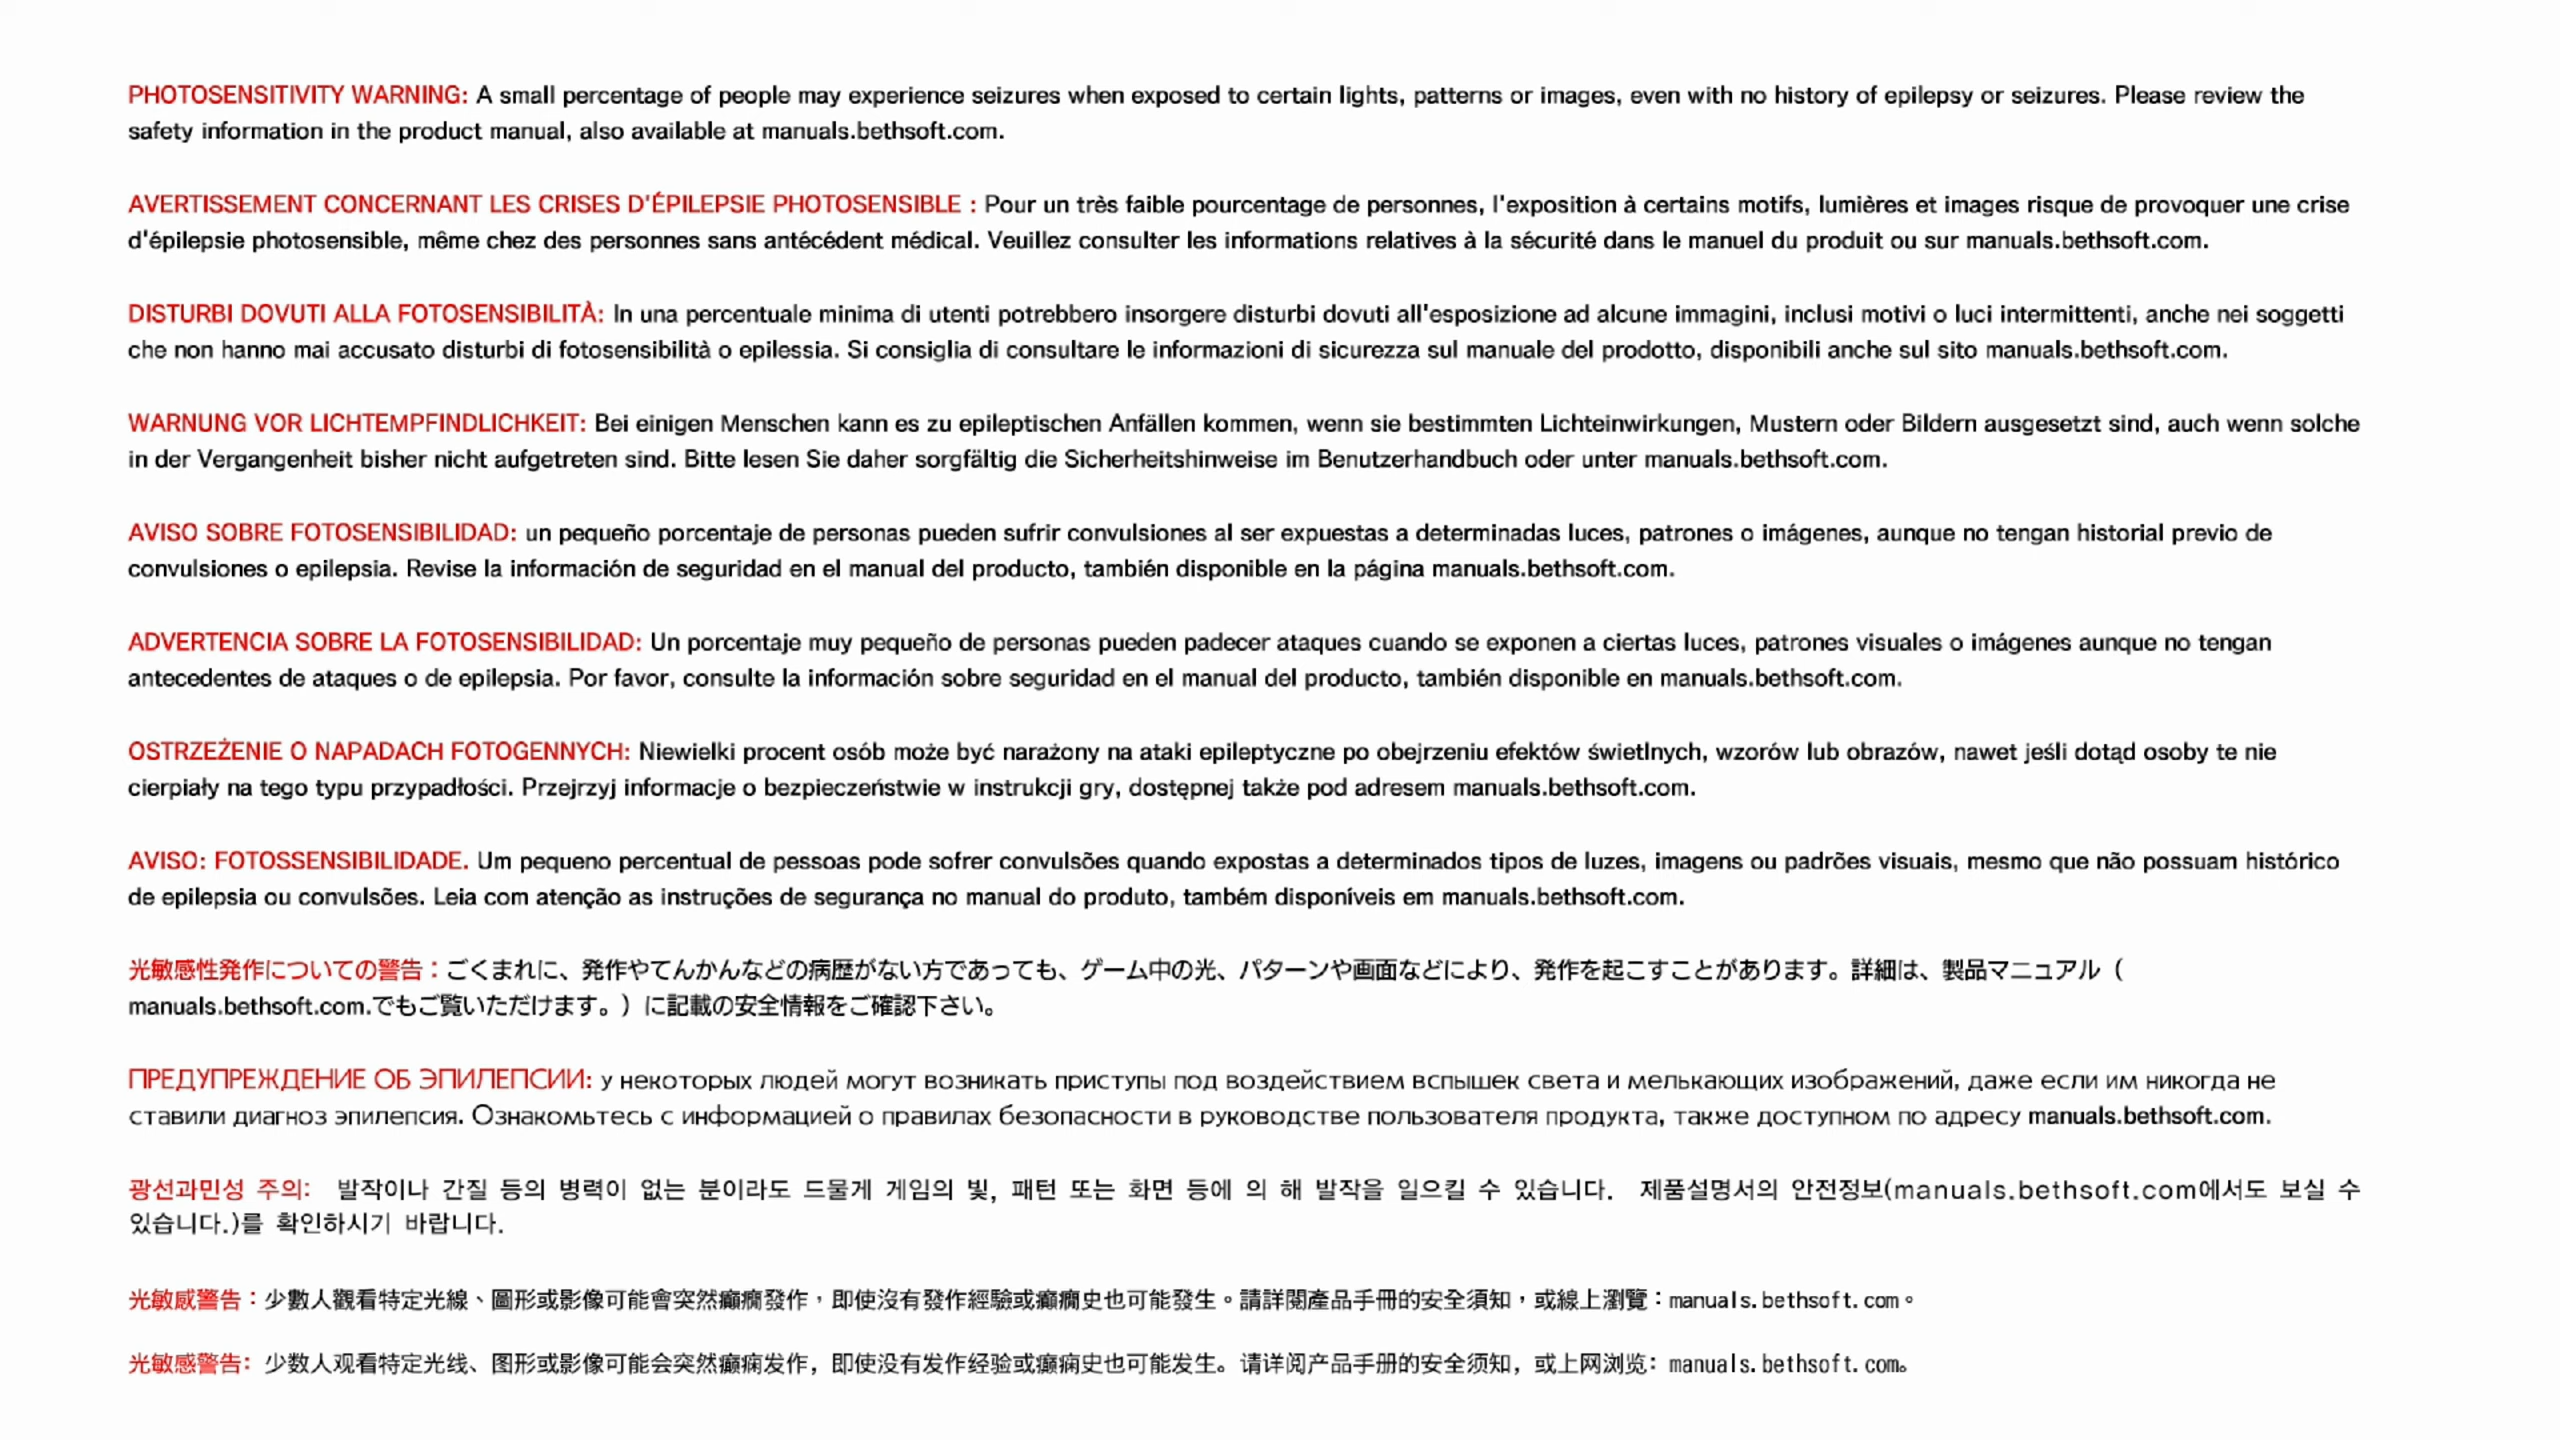 PHOTOSENSITIVITY WARNING: A small percentage of people may experience seizures when exposed to certain lights, patterns or images, even with no history of epilepsy or seizures. Please review the
safety information in the product manual, also available at manuals.bethsoft.com.
AVERTISSEMENT CONCERNANT LES CRISES D'ÉPILEPSIE PHOTOSENSIBLE : Pour un très faible pourcentage de personnes, l'exposition à certains motifs, lumières et images risque de provoquer une crise
d'épilepsie photosensible, même chez des personnes sans antécédent médical. Veuillez consulter les informations relatives à la sécurité dans le manuel du produit ou sur manuals.bethsoft.com.
DISTURBI DOVUTI ALLA FOTOSENSIBILITÀ: In una percentuale minima di utenti potrebbero insorgere disturbi dovuti all'esposizione ad alcune immagini, inclusi motivi o luci intermittenti, anche nei soggetti
che non hanno mai accusato disturbi di fotosensibilità o epilessia. Si consiglia di consultare le informazioni di sicurezza sul manuale del prodotto, disponibili anche sul sito manuals.bethsoft.com.
WARNUNG VOR LICHTEMPFINDLICHKEIT: Bei einigen Menschen kann es zu epileptischen Anfällen kommen, wenn sie bestimmten Lichteinwirkungen, Mustern oder Bildern ausgesetzt sind, auch wenn solche
in der Vergangenheit bisher nicht aufgetreten sind. Bitte lesen Sie daher sorgfältig die Sicherheitshinweise im Benutzerhandbuch oder unter manuals.bethsoft.com.
AVISO SOBRE FOTOSENSIBILIDAD: un pequeño porcentaje de personas pueden sufrir convulsiones al ser expuestas a determinadas luces, patrones o imágenes, aunque no tengan historial previo de
convulsiones o epilepsia. Revise la información de seguridad en el manual del producto, también disponible en la página manuals.bethsoft.com.
ADVERTENCIA SOBRE LA FOTOSENSIBILIDAD: Un porcentaje muy pequeño de personas pueden padecer ataques cuando se exponen a ciertas luces, patrones visuales o imágenes aunque no tengan
antecedentes de ataques o de epilepsia. Por favor, consulte la información sobre seguridad en el manual del producto, también disponible en manuals.bethsoft.com.
OSTRZEŻENIE O NAPADACH FOTOGENNYCH: Niewielki procent osób może być narażony na ataki epileptyczne po obejrzeniu efektów świetlnych, wzorów lub obrazów, nawet jeśli dotąd osoby te nie
cierpiały na tego typu przypadłości. Przejrzyj informacje o bezpieczeństwie w instrukcji gry, dostępnej także pod adresem manuals.bethsoft.com.
AVISO: FOTOSSENSIBILIDADE. Um pequeno percentual de pessoas pode sofrer convulsões quando expostas a determinados tipos de luzes, imagens ou padrões visuais, mesmo que não possuam histórico
de epilepsia ou convulsões. Leia com atenção as instruções de segurança no manual do produto, também disponíveis em manuals.bethsoft.com.
光敏感性発作についての警告：ごくまれに、発作やてんかんなどの病歴がない方であっても、ゲーム中の光、パターンや画面などにより、発作を起こすことがあります。詳細は、製品マニュアル（
manuals.bethsoft.com.でもご覧いただけます。）に記載の安全情報をご確認下さい。
ПРЕДУПРЕЖДЕНИЕ ОБ ЭПИЛЕПСИИ: у некоторых людей могут возникать приступы под воздействием вспышек света и мелькающих изображений, даже если им никогда не
ставили диагноз эпилепсия. Ознакомьтесь с информацией о правилах безопасности в руководстве пользователя продукта, также доступном по адресу manuals.bethsoft.com.
광선과민성 주의: 발작이나 간질 등의 병력이 없는 분이라도 드물게 게임의 빛, 패턴 또는 화면 등에 의 해 발작을 일으킬 수 있습니다. 제품설명서의 안전정보(manuals.bethsoft.com에서도 보실 수
있습니다.)를 확인하시기 바랍니다.
光敏感警告：少數人觀看特定光線、圖形或影像可能會突然癲癇發作，即使沒有發作經驗或癲癇史也可能發生。請詳閱產品手冊的安全須知，或線上瀏覽：manuals.bethsoft.com。
光敏感警告：少数人观看特定光线、图形或影像可能会突然癫痫发作，即使没有发作经验或癫痫史也可能发生。请详阅产品手册的安全须知，或上网浏览：manuals.bethsoft.com。